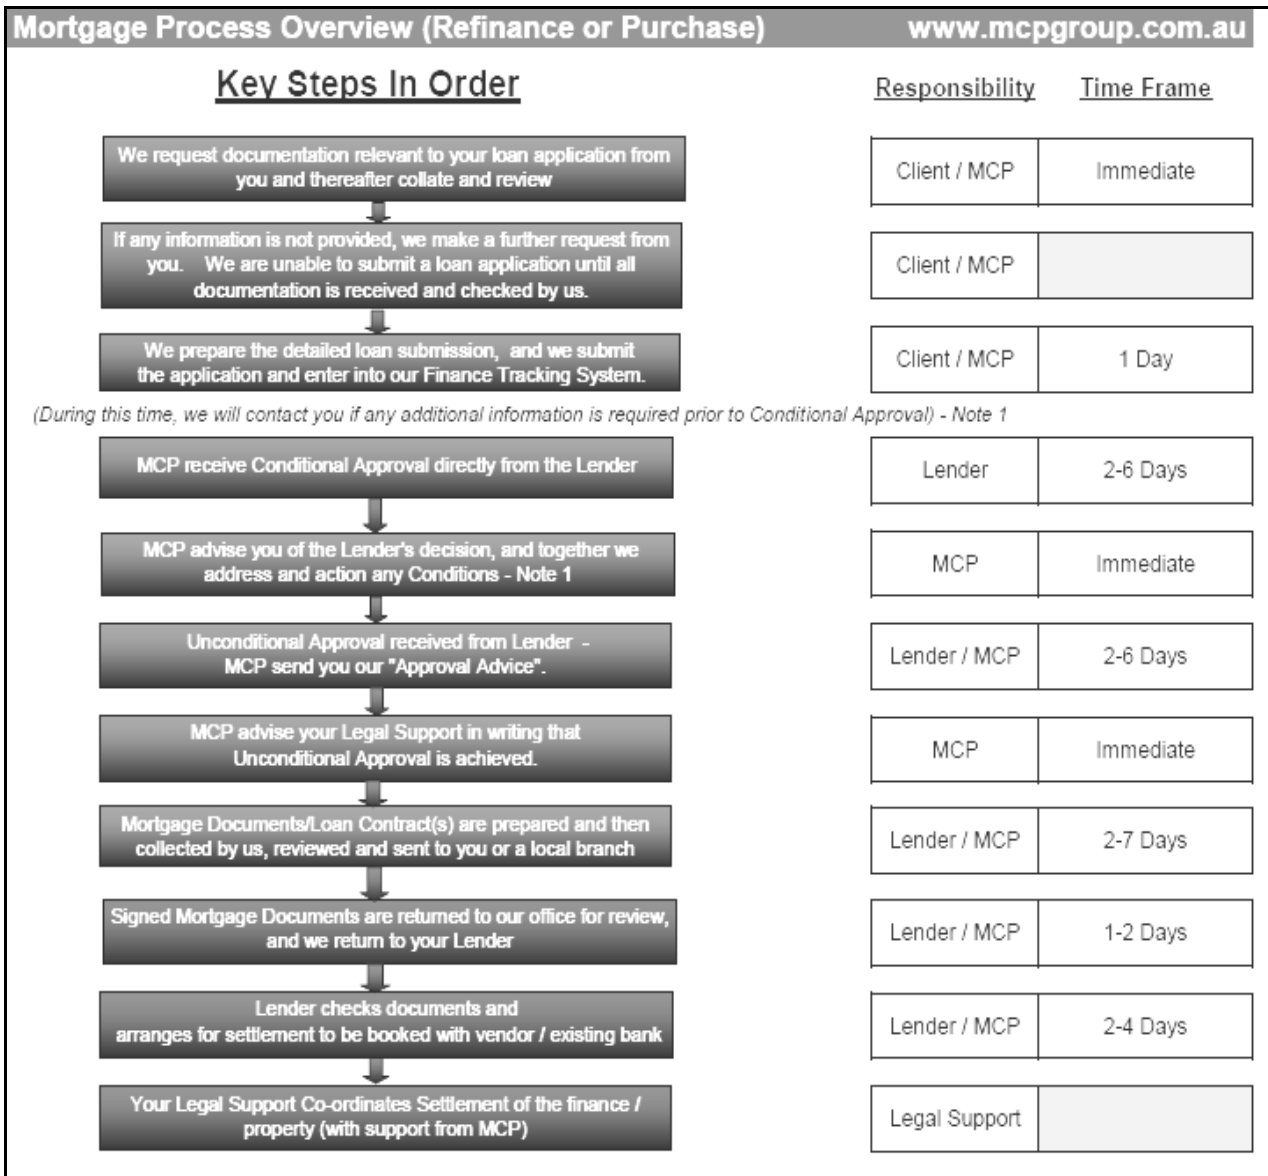 Mortgage Process Overview (Refinance or Purchase) www.mcpgroup.com.au
Key Steps In Order
Responsibility Time Frame
We request documentation relevant to your loan application from
you and thereafter collate and review
Client / MCP Immediate
If any information is not provided, we make a further request from
you. We are unable to submit a loan application until all
documentation is received and checked by us.
Client / MCP
We prepare the detailed loan submission, and we submit
the application and enter into our Finance Tracking System.
Client / MCP 1 Day
(During this time, we will contact you if any additional information is required prior to Conditional Approval) - Note 1
MCP receive Conditional Approval directly from the Lender
Lender 2-6 Days
MCP advise you of the Lender's decision, and together we
address and action any Conditions - Note 1
MCP Immediate
Unconditional Approval received from Lender -
MCP send you our "Approval Advice".
Lender / MCP 2-6 Days
MCP advise your Legal Support in writing that
Unconditional Approval is achieved.
MCP Immediate
Mortgage Documents/Loan Contract(s) are prepared and then
collected by us, reviewed and sent to you or a local branch
Lender / MCP 2-7 Days
Signed Mortgage Documents are returned to our office for review,
and we return to your Lender
Lender / MCP 1-2 Days
Lender checks documents and
arranges for settlement to be booked with vendor / existing bank
Lender / MCP 2-4 Days
Your Legal Support Co-ordinates Settlement of the finance /
property (with support from MCP)
Legal Support